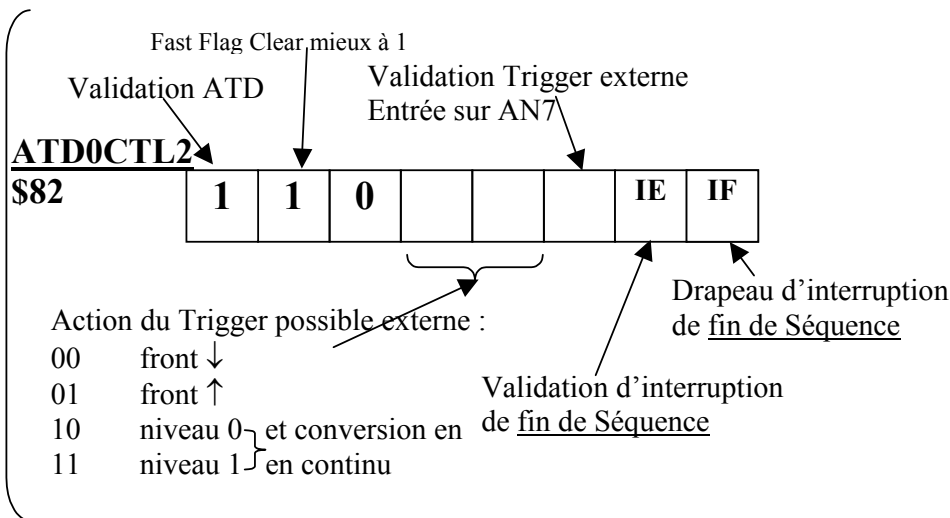 Fast Flag Clear mieux à 1
Validation ATD
Validation Trigger externe
Entrée sur AN7
ATD0CTL2
$82
1 1 0 IE IF
Drapeau d’interruption
de fin de Séquence
Action du Trigger possible externe :
00 front ↓
01 front ↑
10 niveau 0 et conversion en
11 niveau 1 en continu
Validation d’interruption
de fin de Séquence